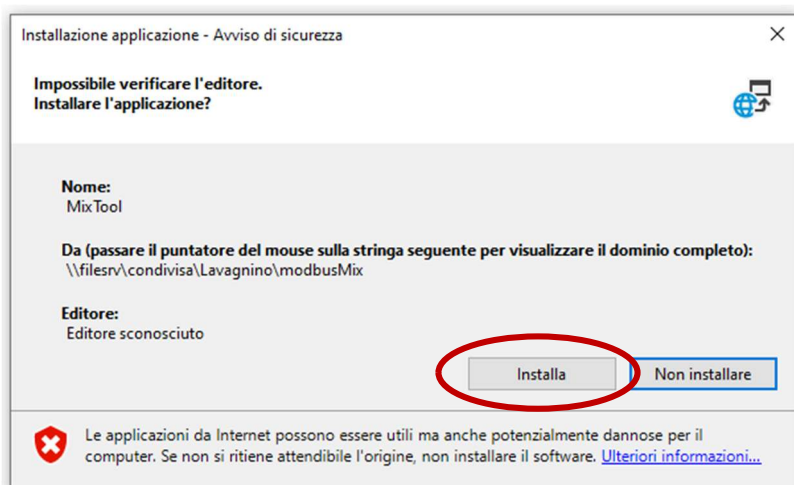 Installazione applicazione - Avviso di sicurezza
Impossibile verificare l'editore.
Installare l'applicazione?
Nome:
MixTool
Da (passare il puntatore del mouse sulla stringa seguente per visualizzare il dominio completo):
\\filesrv\condivisa\Lavagnino\modbusMix
Editore:
Editore sconosciuto
Installa
Non installare
Le applicazioni da Internet possono essere utili ma anche potenzialmente dannose per il
computer. Se non si ritiene attendibile l'origine, non installare il software. Ulteriori informazioni...